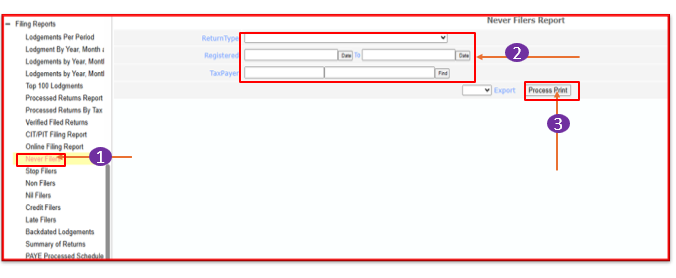 Filing Reports
Never Filers Report
Lodgements Per Period
Lodgment By Year, Month a
Lodgements by Year, Montl
Lodgements by Year, Montl
Top 100 Lodgments
Processed Returns Report
Processed Returns By Tax
Verified Filed Returns
CIT/PIT Filing Report
Online Filing Report
Never Filers
Stop Filers
Non Filers
Nil Filers
Credit Filers
Late Filers
Backdated Lodgements
Summary of Returns
PAYE Processed Schedule
ReturnType
Registered Date To Date
TaxPayer Find
Export Process Print
1
2
3